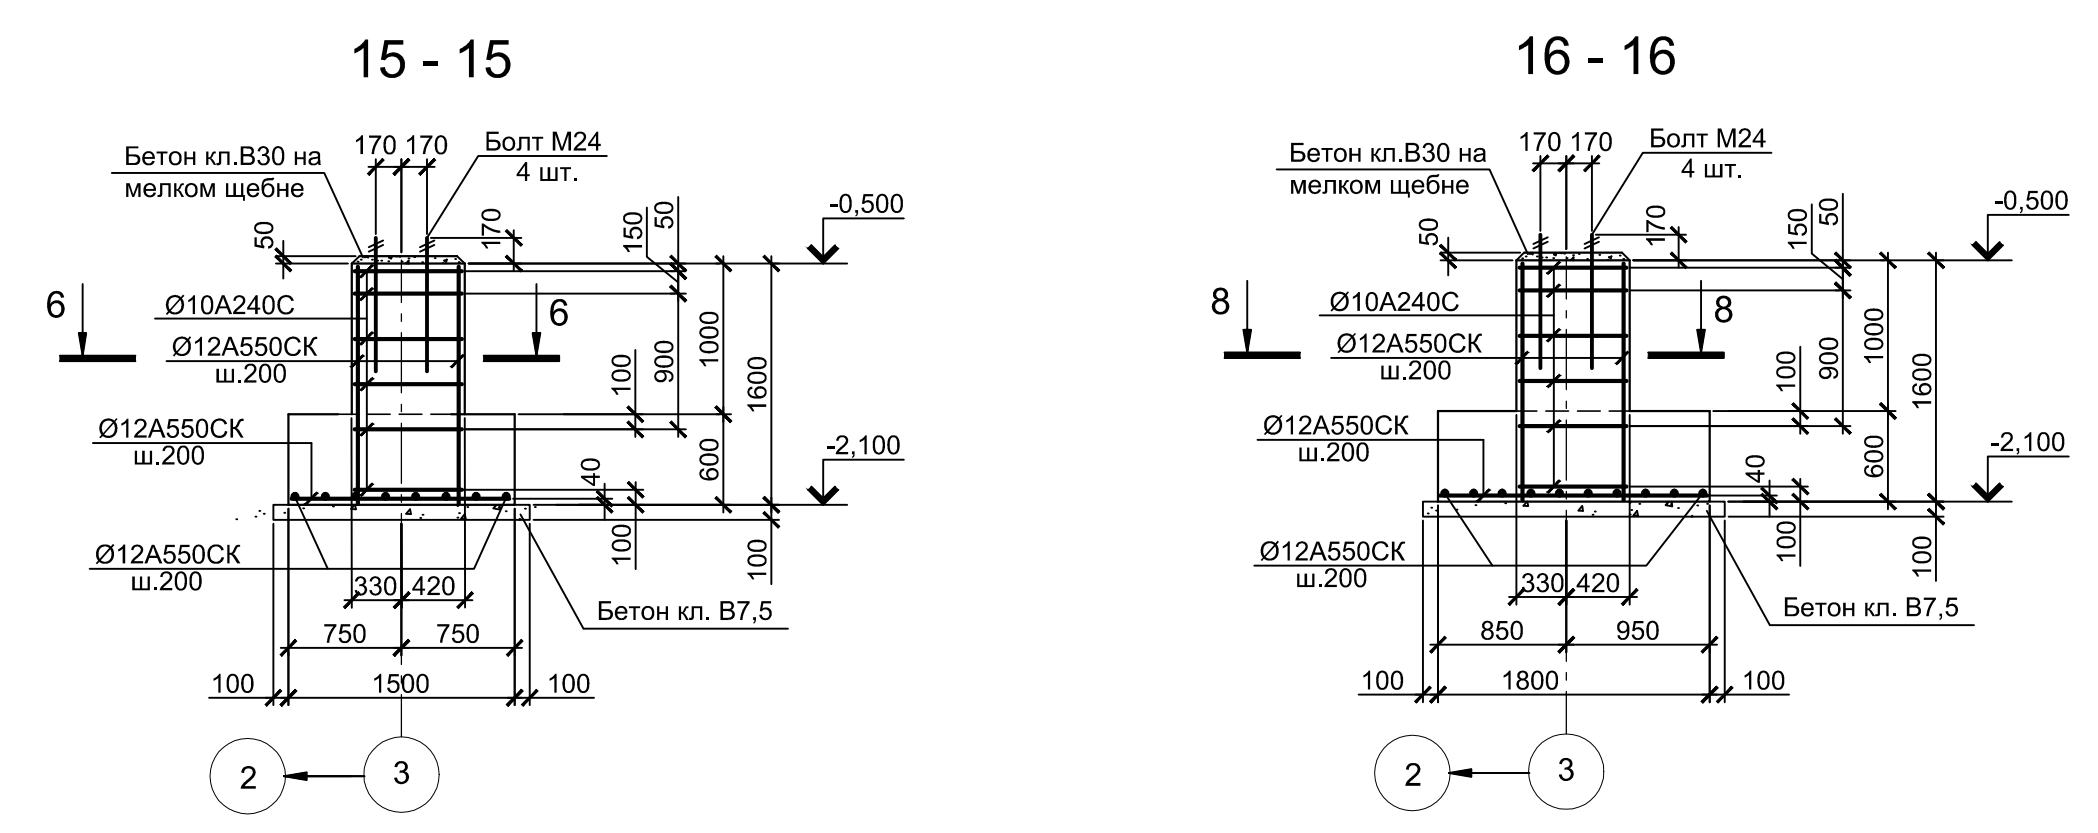 15 - 15
Бетон кл.В30 на
мелком щебне
170 170
Болт М24
4 шт.
50
170
150
50
-0,500
6
6
Ø10А240С
Ø12А550СК
ш.200
100
900
1000
1600
Ø12А550СК
ш.200
40
600
-2,100
Ø12А550СК
ш.200
100
100
330 420
Бетон кл. В7,5
750 750
100 1500 100
2
3
16 - 16
Бетон кл.В30 на
мелком щебне
170 170
Болт М24
4 шт.
50
170
150
50
-0,500
8
8
Ø10А240С
Ø12А550СК
ш.200
100
900
1000
1600
Ø12А550СК
ш.200
40
600
-2,100
Ø12А550СК
ш.200
100
100
330 420
Бетон кл. В7,5
850 950
100 1800 100
2
3